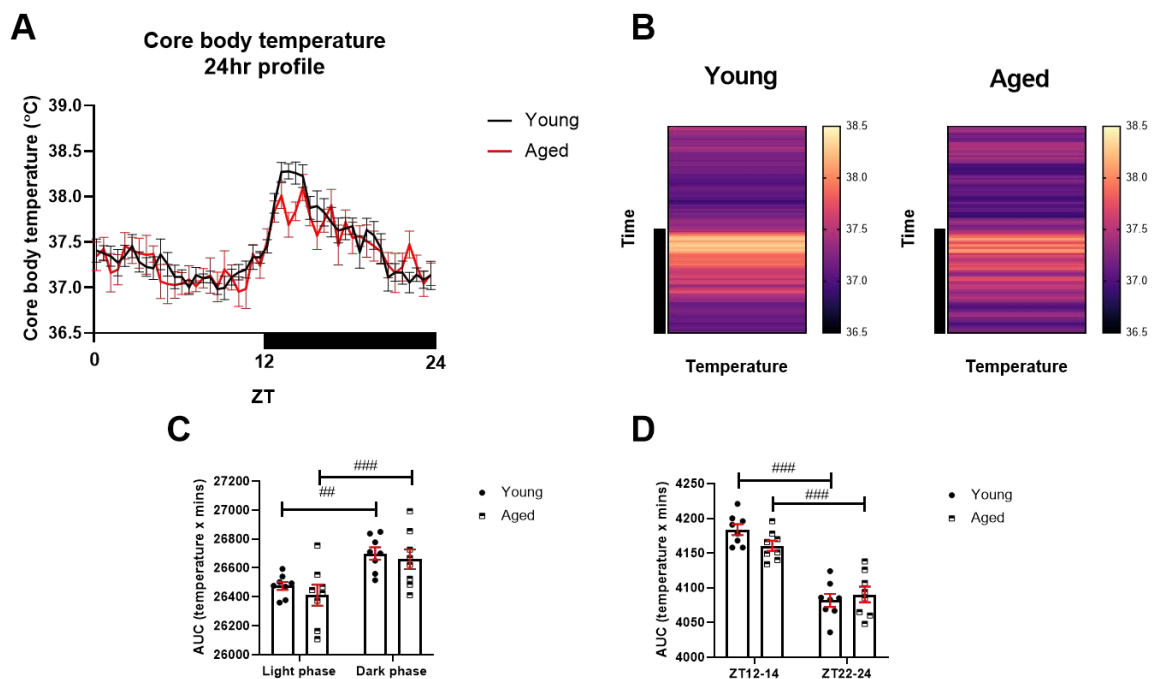 A
Core body temperature
24hr profile
Core body temperature (°C)
39.0
38.5
38.0
37.5
37.0
36.5
0
12
24
ZT
Young
Aged
B
Young
Time
38.5
38.0
37.5
37.0
36.5
Temperature
Aged
Time
38.5
38.0
37.5
37.0
36.5
Temperature
C
AUC (temperature x mins)
27200
27000
26800
26600
26400
26200
26000
###
##
Light phase
Dark phase
Young
Aged
D
AUC (temperature x mins)
4250
4200
4150
4100
4050
4000
###
###
ZT12-14
ZT22-24
Young
Aged